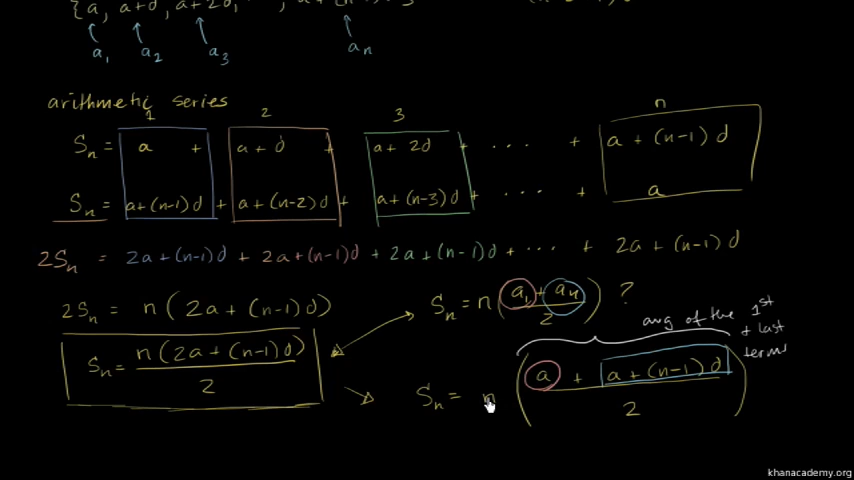 {a, a+d, a+2d,
a₁ a₂ a₃ aₙ
arithmetic series
1 2 3 n
Sₙ = a + a + d + a + 2d + ... + a + (n-1) d
Sₙ = a+(n-1)d + a+(n-2)d + a+(n-3)d + ... + a
2Sₙ = 2a+(n-1)d + 2a+(n-1)d + 2a+(n-1)d + ... + 2a + (n-1) d
2Sₙ = n(2a + (n-1)d)
Sₙ = n(2a + (n-1)d) / 2
Sₙ = n((a₁ + aₙ) / 2) ?
avg of the 1st
+ last
terms
Sₙ = n((a + a + (n-1)d) / 2)
khanacademy.org